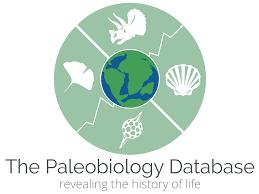 The Paleobiology Database
revealing the history of life